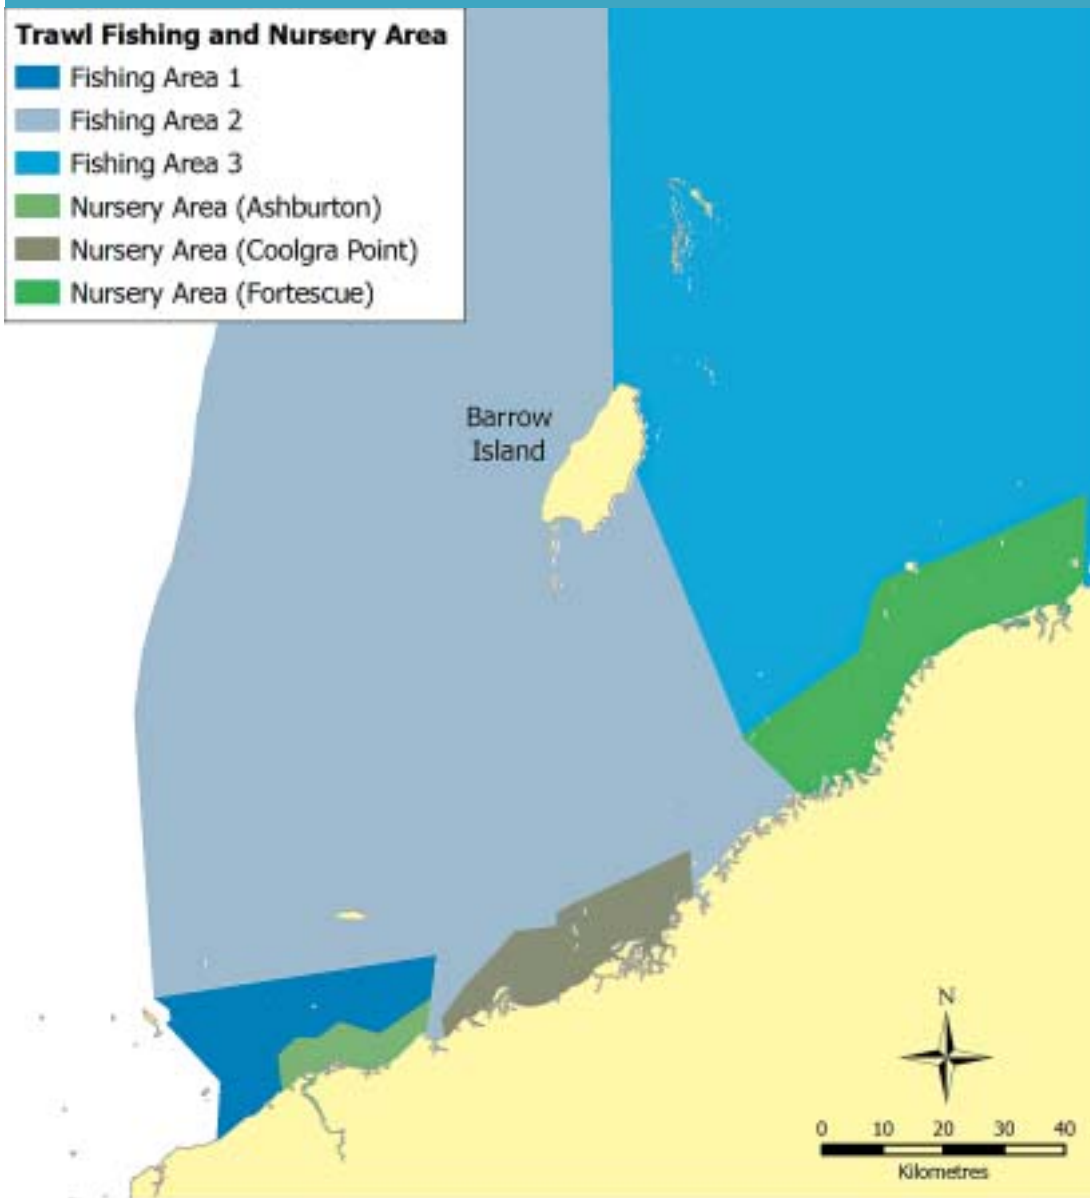 Trawl Fishing and Nursery Area
Fishing Area 1
Fishing Area 2
Fishing Area 3
Nursery Area (Ashburton)
Nursery Area (Coolgra Point)
Nursery Area (Fortescue)
Barrow
Island
N
0 10 20 30 40
Kilometres